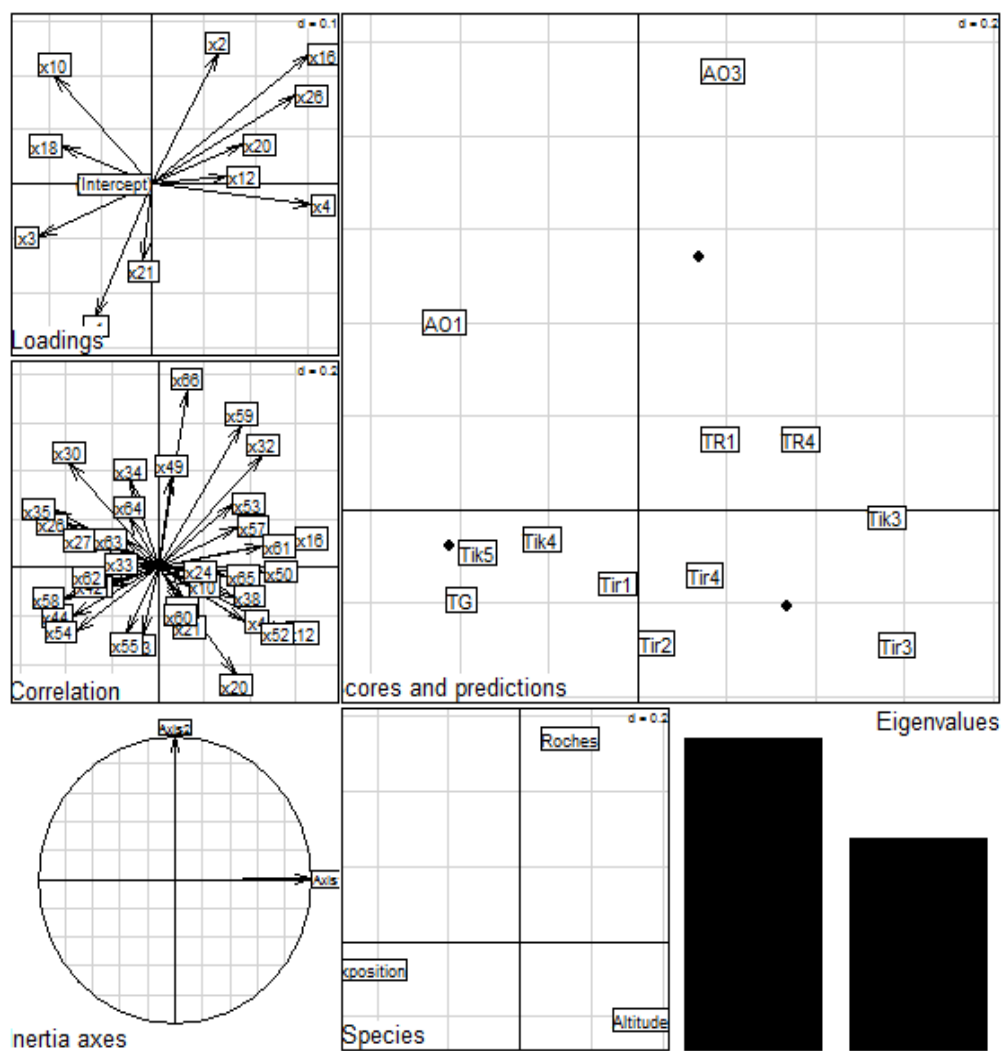 d = 0.1
x2
x16
x10
x26
x18
x20
x12
(Intercept
x4
x3
x21
Loadings
d = 0.2
x66
x59
x32
x30
x49
x34
x35
x26
x64
x53
x57
x27
x63
x61
x16
x33
x62
x24
x65
x50
x42
x10
x58
x38
x44
x60
x54
x21
x4
x52
x12
x55
x20
Correlation
d = 0.2
AO3
AO1
TR1
TR4
Tik3
Tik4
Tik5
Tir1
Tir4
TG
Tir2
Tir3
cores and predictions
Axis2
Axis
nertia axes
d = 0.2
Roches
xposition
Altitude
Species
Eigenvalues